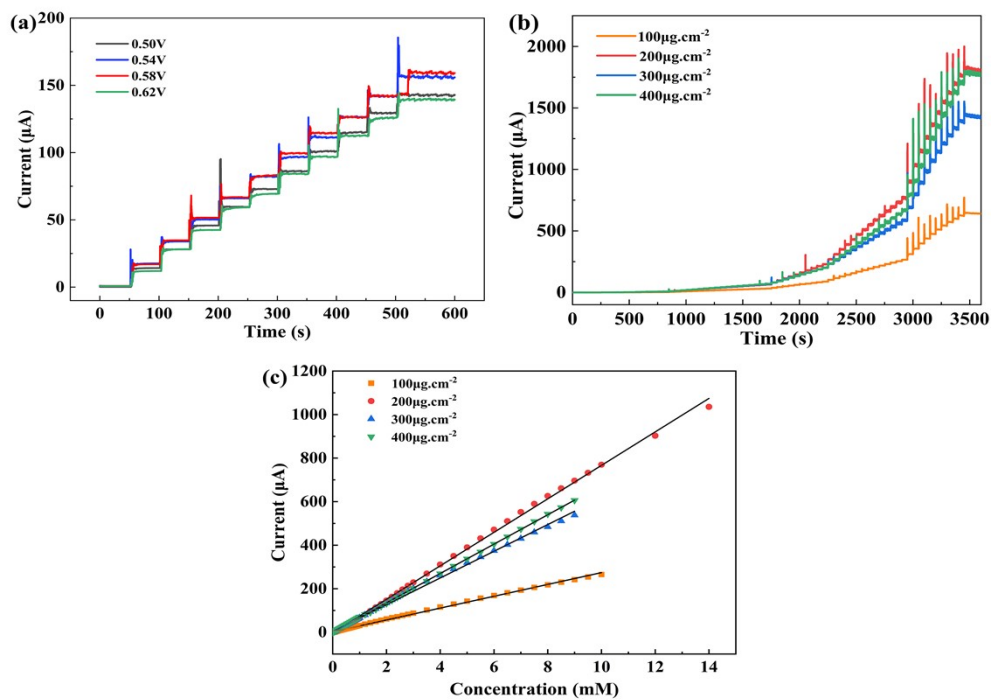 (a)
200
150
100
50
0
Current (µA)
0.50V
0.54V
0.58V
0.62V
0 100 200 300 400 500 600
Time (s)
(b)
2000
1750
1500
1250
1000
750
500
250
0
Current (µA)
100µg.cm⁻²
200µg.cm⁻²
300µg.cm⁻²
400µg.cm⁻²
0 500 1000 1500 2000 2500 3000 3500
Time (s)
(c)
1200
1000
800
600
400
200
0
Current (µA)
100µg.cm⁻²
200µg.cm⁻²
300µg.cm⁻²
400µg.cm⁻²
0 2 4 6 8 10 12 14
Concentration (mM)